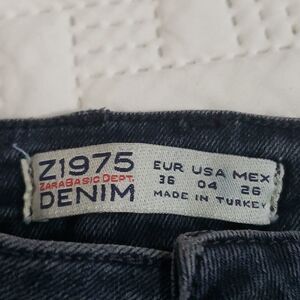 Z1975
ZARABASIC DEPT.
DENIM
EUR USA MEX
36 04 26
MADE IN TURKEY